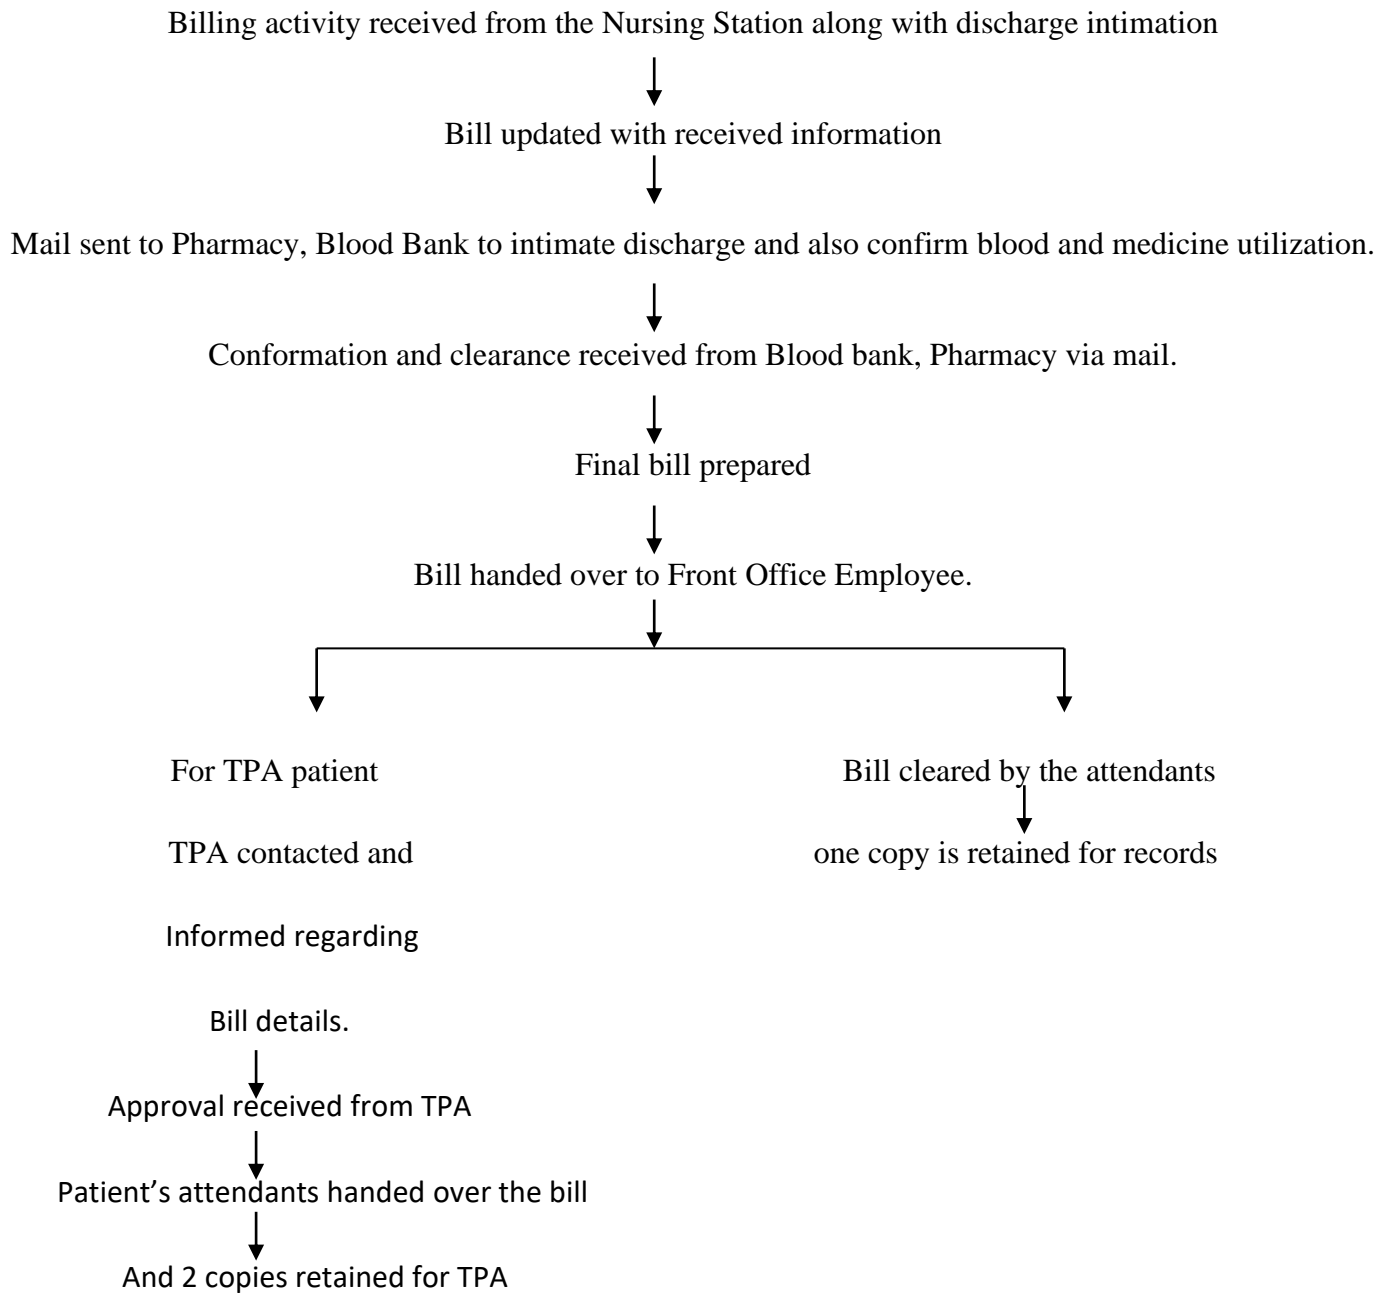 Billing activity received from the Nursing Station along with discharge intimation
Bill updated with received information
Mail sent to Pharmacy, Blood Bank to intimate discharge and also confirm blood and medicine utilization.
Conformation and clearance received from Blood bank, Pharmacy via mail.
Final bill prepared
Bill handed over to Front Office Employee.
For TPA patient
TPA contacted and
Informed regarding
Bill details.
Approval received from TPA
Patient’s attendants handed over the bill
And 2 copies retained for TPA
Bill cleared by the attendants
one copy is retained for records